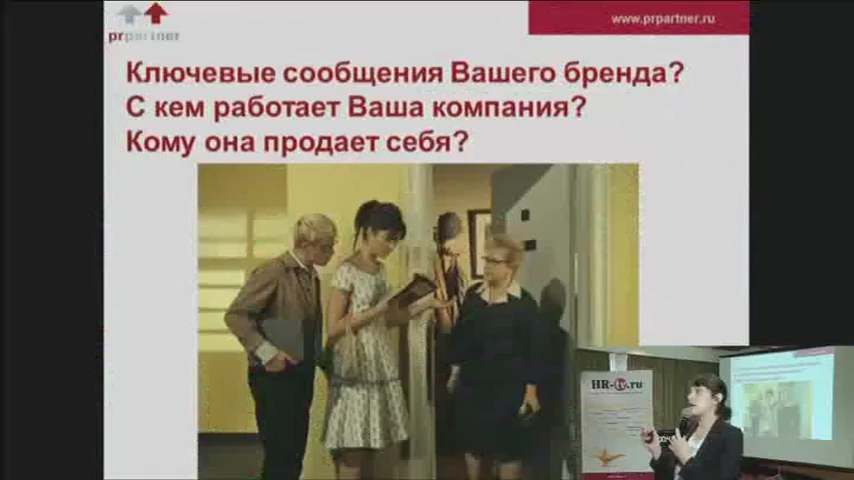 prpartner
www.prpartner.ru
Ключевые сообщения Вашего бренда?
С кем работает Ваша компания?
Кому она продает себя?
HR-tv.ru